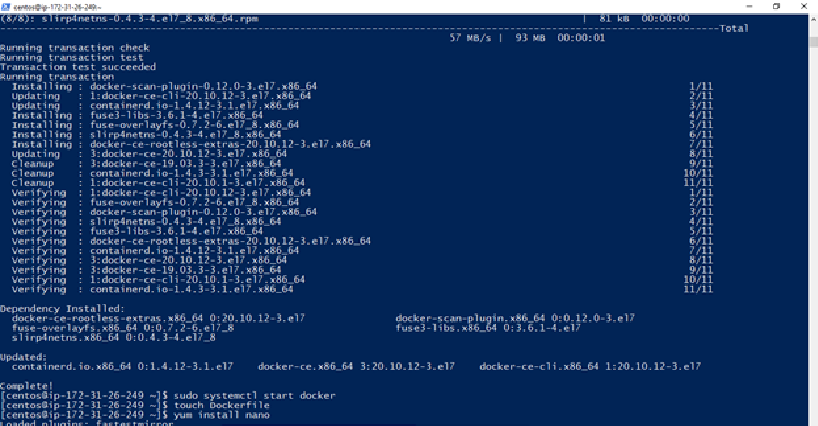 centos@ip-172-31-26-249:~
(8/8): slirp4netns-0.4.3-4.el7_8.x86_64.rpm | 81 kB 00:00:00
--------------------------------------------------------------------------------Total
57 MB/s | 93 MB 00:00:01
Running transaction check
Running transaction test
Transaction test succeeded
Running transaction
Installing : docker-scan-plugin-0.12.0-3.el7.x86_64 1/11
Updating : 1:docker-ce-cli-20.10.12-3.el7.x86_64 2/11
Updating : containerd.io-1.4.12-3.1.el7.x86_64 3/11
Installing : fuse3-libs-3.6.1-4.el7.x86_64 4/11
Installing : fuse-overlayfs-0.7.2-6.el7_8.x86_64 5/11
Installing : slirp4netns-0.4.3-4.el7_8.x86_64 6/11
Installing : docker-ce-rootless-extras-20.10.12-3.el7.x86_64 7/11
Updating : 3:docker-ce-20.10.12-3.el7.x86_64 8/11
Cleanup : 3:docker-ce-19.03.3-3.el7.x86_64 9/11
Cleanup : containerd.io-1.4.3-3.1.el7.x86_64 10/11
Cleanup : 1:docker-ce-cli-20.10.1-3.el7.x86_64 11/11
Verifying : 1:docker-ce-cli-20.10.12-3.el7.x86_64 1/11
Verifying : fuse-overlayfs-0.7.2-6.el7_8.x86_64 2/11
Verifying : docker-scan-plugin-0.12.0-3.el7.x86_64 3/11
Verifying : slirp4netns-0.4.3-4.el7_8.x86_64 4/11
Verifying : fuse3-libs-3.6.1-4.el7.x86_64 5/11
Verifying : docker-ce-rootless-extras-20.10.12-3.el7.x86_64 6/11
Verifying : containerd.io-1.4.12-3.1.el7.x86_64 7/11
Verifying : 3:docker-ce-20.10.12-3.el7.x86_64 8/11
Verifying : 3:docker-ce-19.03.3-3.el7.x86_64 9/11
Verifying : 1:docker-ce-cli-20.10.1-3.el7.x86_64 10/11
Verifying : containerd.io-1.4.3-3.1.el7.x86_64 11/11
Dependency Installed:
docker-ce-rootless-extras.x86_64 0:20.10.12-3.el7 docker-scan-plugin.x86_64 0:0.12.0-3.el7
fuse-overlayfs.x86_64 0:0.7.2-6.el7_8 fuse3-libs.x86_64 0:3.6.1-4.el7
slirp4netns.x86_64 0:0.4.3-4.el7_8
Updated:
containerd.io.x86_64 0:1.4.12-3.1.el7 docker-ce.x86_64 3:20.10.12-3.el7 docker-ce-cli.x86_64 1:20.10.12-3.el7
Complete!
[centos@ip-172-31-26-249 ~]$ sudo systemctl start docker
[centos@ip-172-31-26-249 ~]$ touch Dockerfile
[centos@ip-172-31-26-249 ~]$ yum install nano
Loaded plugins: fastestmirror